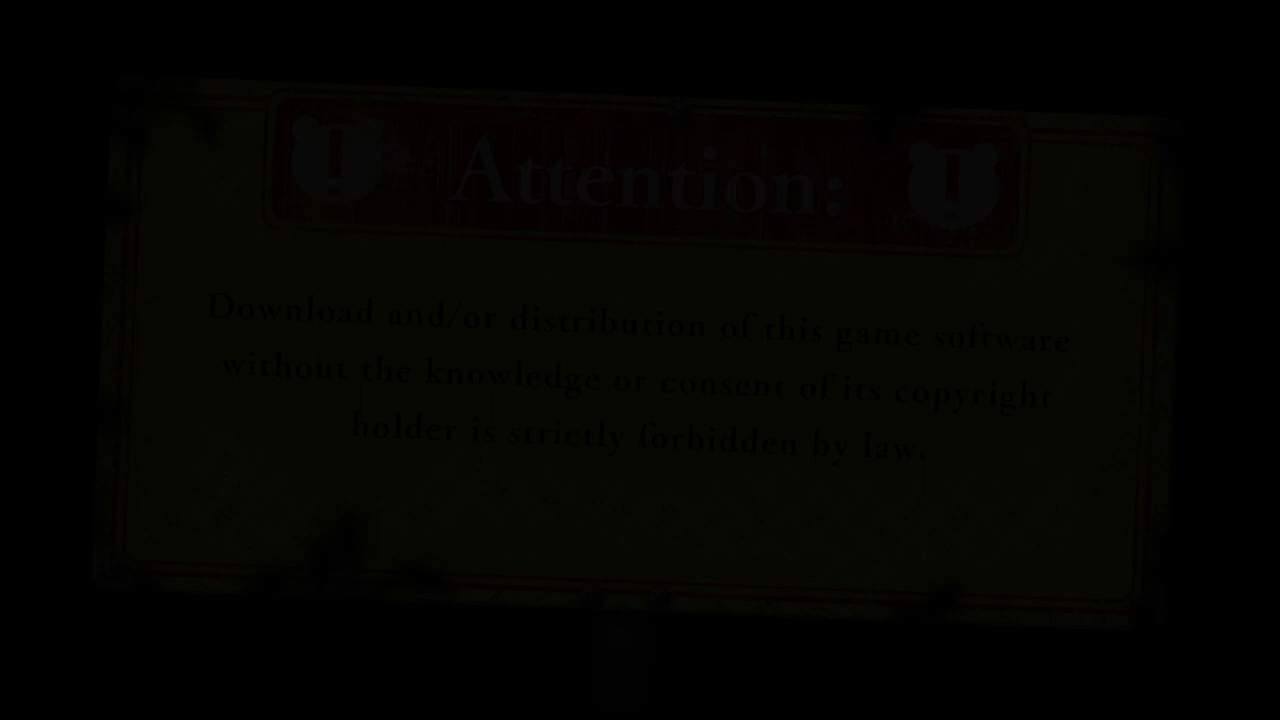 Attention:
Download and/or distribution of this game software
without the knowledge or consent of its copyright
holder is strictly forbidden by law.